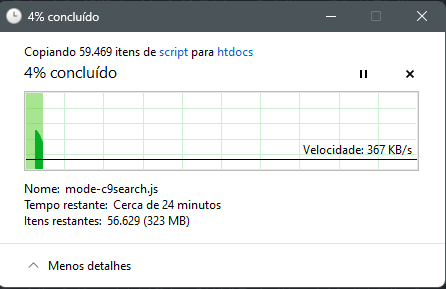 4% concluído
Copiando 59.469 itens de script para htdocs
4% concluído
Velocidade: 367 KB/s
Nome: mode-c9search.js
Tempo restante: Cerca de 24 minutos
Itens restantes: 56.629 (323 MB)
Menos detalhes